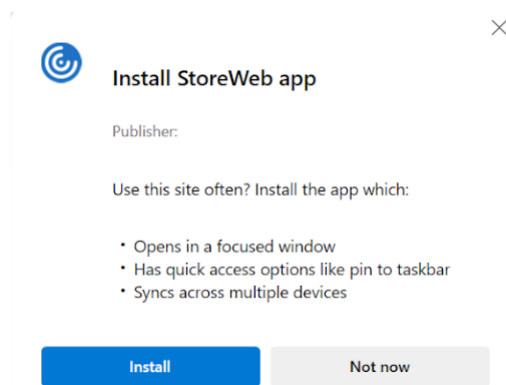 Install StoreWeb app
Publisher:
Use this site often? Install the app which:
• Opens in a focused window
• Has quick access options like pin to taskbar
• Syncs across multiple devices
Install
Not now